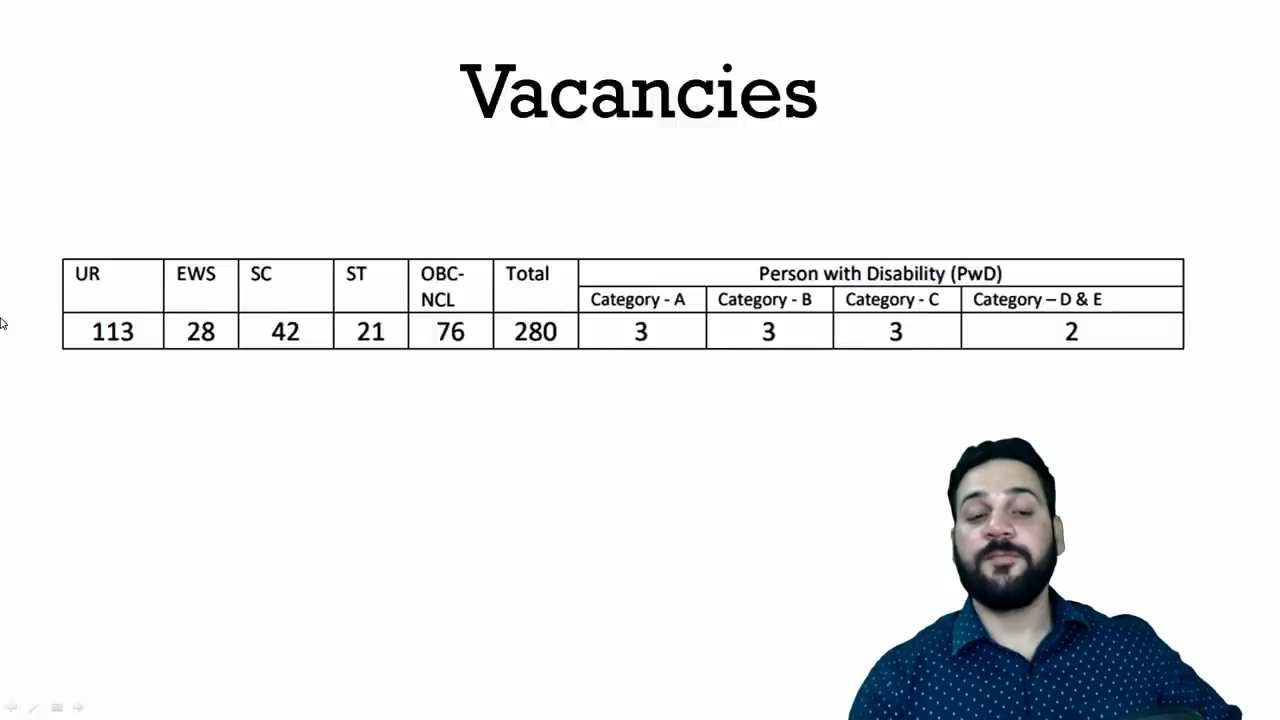 Vacancies
UR EWS SC ST OBC- Total Person with Disability (PwD)
NCL Category - A Category - B Category - C Category – D & E
113 28 42 21 76 280 3 3 3 2